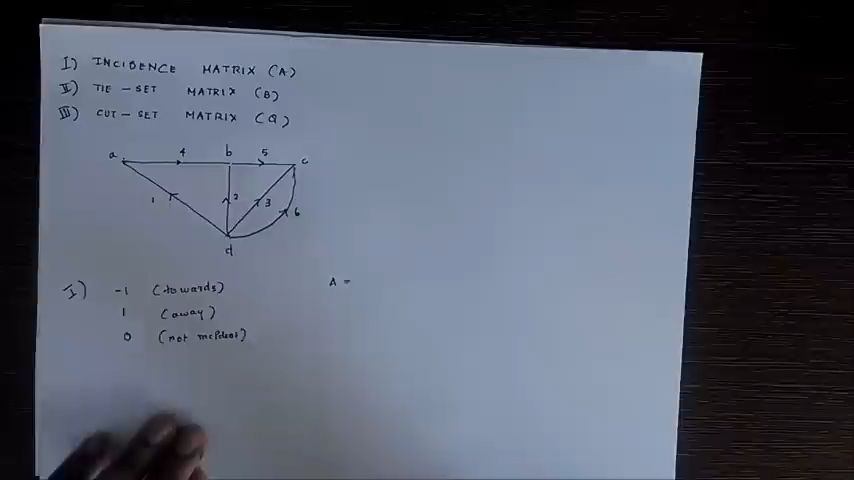 I) INCIDENCE MATRIX (A)
II) TIE-SET MATRIX (B)
III) CUT-SET MATRIX (Q)
a 4 b 5 c
1 2 3 6
d
I) -1 (towards) A =
1 (away)
0 (not incident)